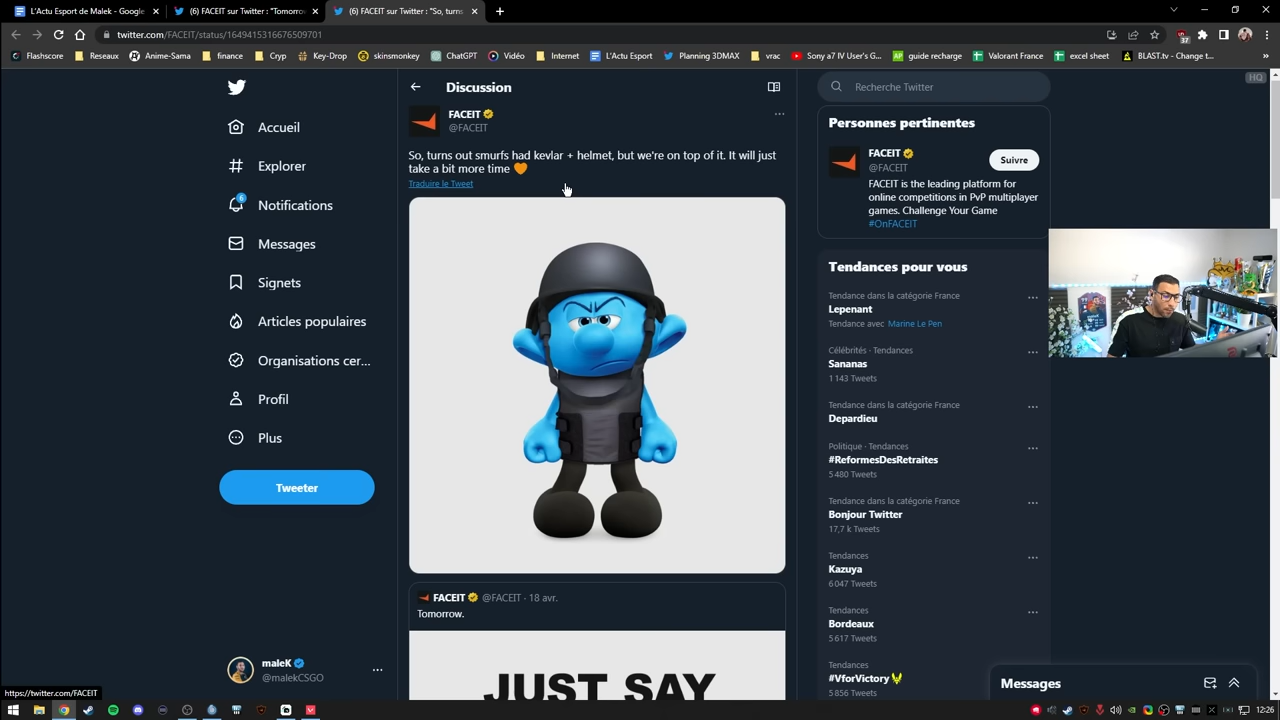 L'Actu Esport de Malek - Google
(6) FACEIT sur Twitter : "Tomorrow
(6) FACEIT sur Twitter : "So, turns
twitter.com/FACEIT/status/1649415316676509701
Flashscore
Reseaux
Anime-Sama
finance
Cryp
Key-Drop
skinsmonkey
ChatGPT
Vidéo
Internet
L'Actu Esport
Planning 3DMAX
vrac
Sony a7 IV User's G...
guide recharge
Valorant France
excel sheet
BLAST.tv - Change t...
HQ
Accueil
Explorer
6
Notifications
Messages
Signets
Articles populaires
Organisations cer...
Profil
Plus
Tweeter
maleK
@malekCSGO
https://twitter.com/FACEIT
Discussion
FACEIT
@FACEIT
So, turns out smurfs had kevlar + helmet, but we're on top of it. It will just
take a bit more time 🧡
Traduire le Tweet
FACEIT @FACEIT · 18 avr.
Tomorrow.
JUST SAY
Recherche Twitter
Personnes pertinentes
FACEIT
@FACEIT
Suivre
FACEIT is the leading platform for
online competitions in PvP multiplayer
games. Challenge Your Game
#OnFACEIT
Tendances pour vous
Tendance dans la catégorie France
Lepenant
Tendance avec Marine Le Pen
Célébrités · Tendances
Sananas
1 143 Tweets
Tendance dans la catégorie France
Depardieu
Politique · Tendances
#ReformesDesRetraites
5 480 Tweets
Tendance dans la catégorie France
Bonjour Twitter
17,7 k Tweets
Tendances
Kazuya
6 047 Tweets
Tendances
Bordeaux
5 617 Tweets
Tendances
#VforVictory
5 856 Tweets
Messages
12:26